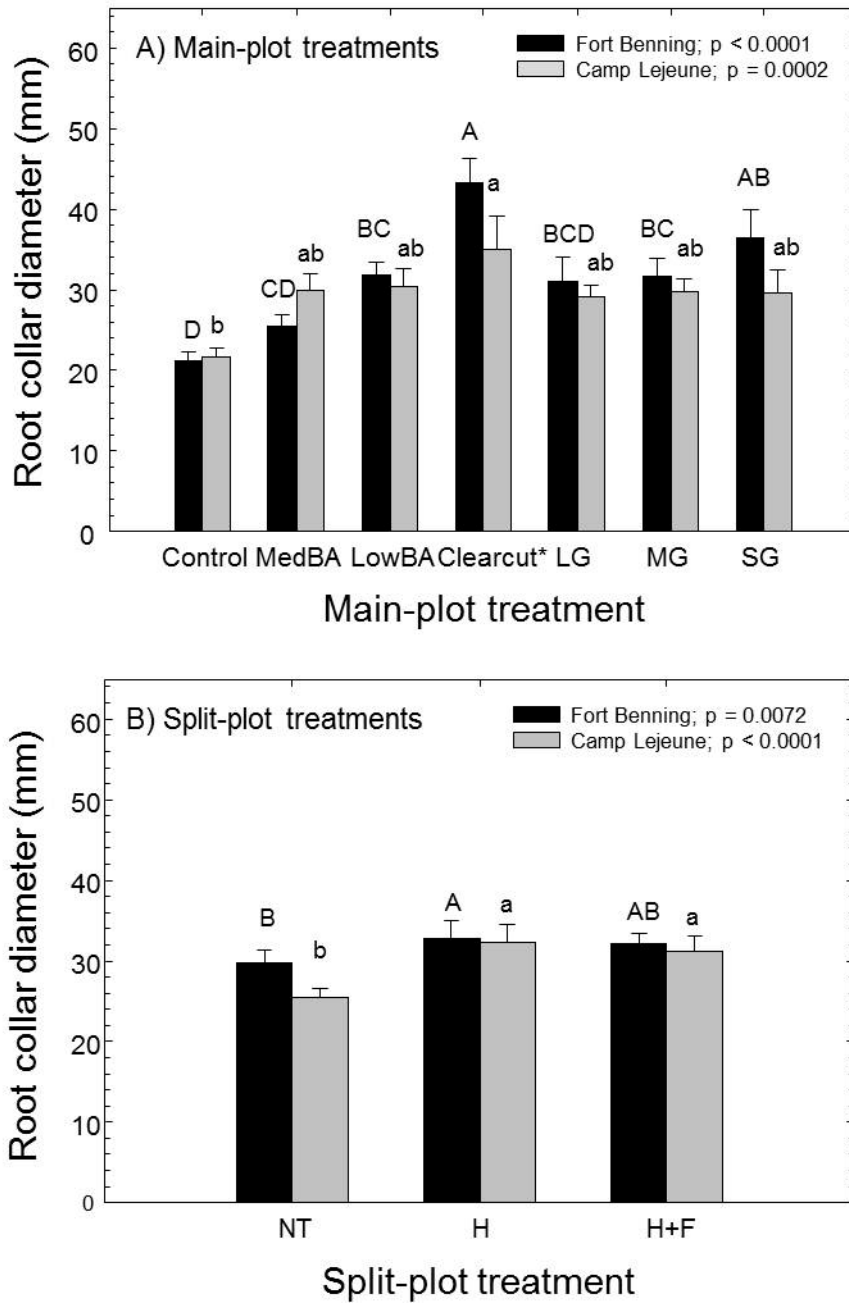 A) Main-plot treatments
Fort Benning; p < 0.0001
Camp Lejeune; p = 0.0002
Root collar diameter (mm)
60
50
40
30
20
10
0
D b CD ab BC ab A a BCD ab BC ab AB ab
Control MedBA LowBA Clearcut* LG MG SG
Main-plot treatment
B) Split-plot treatments
Fort Benning; p = 0.0072
Camp Lejeune; p < 0.0001
Root collar diameter (mm)
60
50
40
30
20
10
0
B b A a AB a
NT H H+F
Split-plot treatment